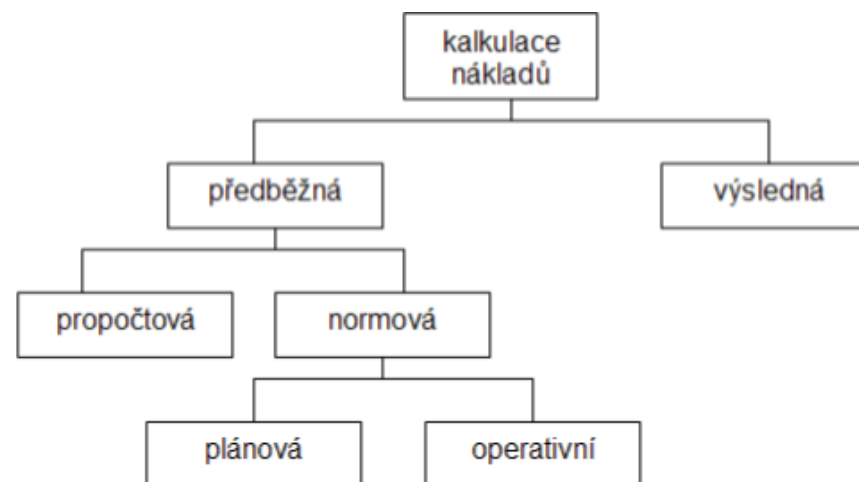 kalkulace
nákladů
předběžná
výsledná
propočtová
normová
plánová
operativní